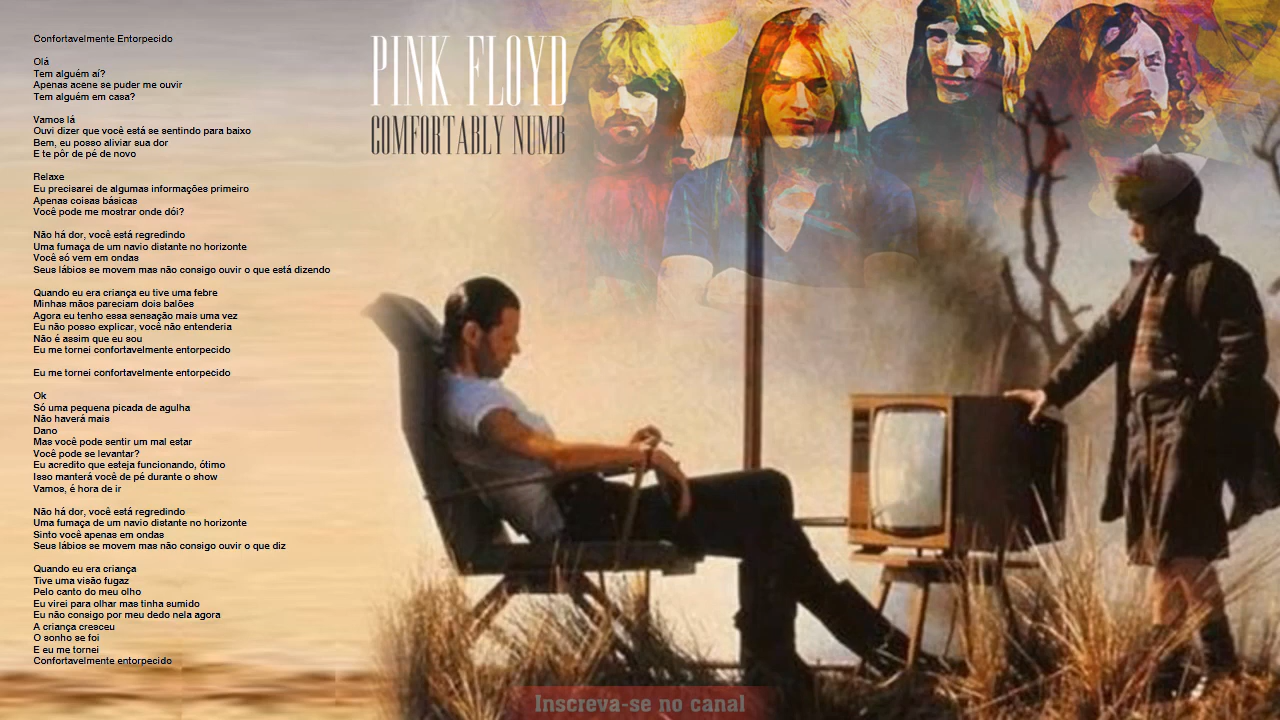 Confortavelmente Entorpecido
Olá
Tem alguém aí?
Apenas acene se puder me ouvir
Tem alguém em casa?
Vamos lá
Ouvi dizer que você está se sentindo para baixo
Bem, eu posso aliviar sua dor
E te pôr de pé de novo
Relaxe
Eu precisarei de algumas informações primeiro
Apenas coisas básicas
Você pode me mostrar onde dói?
Não há dor, você está regredindo
Uma fumaça de um navio distante no horizonte
Você só vem em ondas
Seus lábios se movem mas não consigo ouvir o que está dizendo
Quando eu era criança eu tive uma febre
Minhas mãos pareciam dois balões
Agora eu tenho essa sensação mais uma vez
Eu não posso explicar, você não entenderia
Não é assim que eu sou
Eu me tornei confortavelmente entorpecido
Eu me tornei confortavelmente entorpecido
Ok
Só uma pequena picada de agulha
Não haverá mais
Dano
Mas você pode sentir um mal estar
Você pode se levantar?
Eu acredito que esteja funcionando, ótimo
Isso manterá você de pé durante o show
Vamos, é hora de ir
Não há dor, você está regredindo
Uma fumaça de um navio distante no horizonte
Sinto você apenas em ondas
Seus lábios se movem mas não consigo ouvir o que diz
Quando eu era criança
Tive uma visão fugaz
Pelo canto do meu olho
Eu virei para olhar mas tinha sumido
Eu não consigo por meu dedo nela agora
A criança cresceu
O sonho se foi
E eu me tornei
Confortavelmente entorpecido
PINK FLOYD
COMFORTABLY NUMB
Inscreva-se no canal